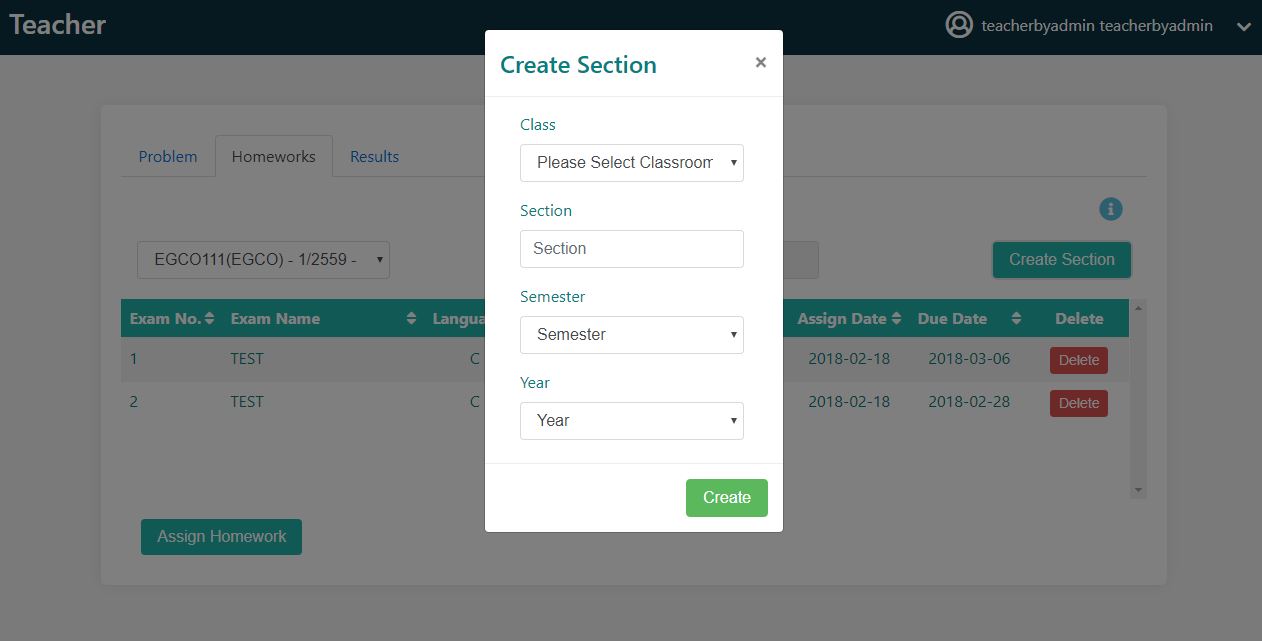 Teacher
teacherbyadmin teacherbyadmin
Create Section
×
Class
Please Select Classroom
Section
Section
Semester
Semester
Year
Year
Create
Problem
Homeworks
Results
EGCO111(EGCO) - 1/2559 -
Create Section
Exam No. Exam Name Langua Assign Date Due Date Delete
1 TEST C 2018-02-18 2018-03-06 Delete
2 TEST C 2018-02-18 2018-02-28 Delete
Assign Homework